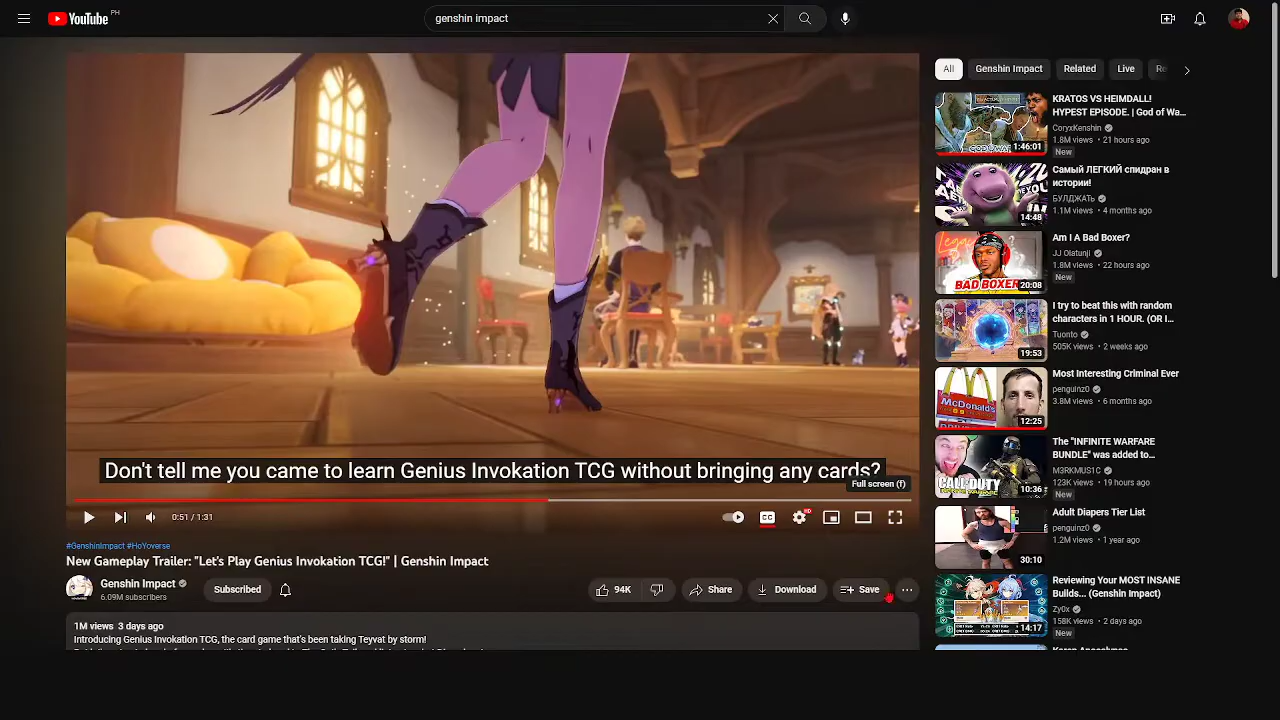 YouTube PH
genshin impact
Don't tell me you came to learn Genius Invokation TCG without bringing any cards?
Full screen (f)
0:51 / 1:31
CC
HD
#GenshinImpact #HoYoverse
New Gameplay Trailer: "Let's Play Genius Invokation TCG!" | Genshin Impact
Genshin Impact
6.09M subscribers
Subscribed
94K
Share
Download
Save
1M views 3 days ago
Introducing Genius Invokation TCG, the card game that's been taking Teyvat by storm!
All
Genshin Impact
Related
Live
Re
KRATOS VS HEIMDALL!
HYPEST EPISODE. | God of Wa...
CoryxKenshin
1.8M views • 21 hours ago
New
1:46:01
Самый ЛЕГКИЙ спидран в
истории!
БУЛДЖАТЬ
1.1M views • 4 months ago
14:48
Am I A Bad Boxer?
JJ Olatunji
1.8M views • 22 hours ago
New
BAD BOXER
20:08
I try to beat this with random
characters in 1 HOUR. (OR I...
Tuonto
505K views • 2 weeks ago
19:53
Most Interesting Criminal Ever
penguinz0
3.8M views • 6 months ago
McDonald's
12:25
The "INFINITE WARFARE
BUNDLE" was added to...
M3RKMUS1C
123K views • 19 hours ago
New
CALL OF DUTY
10:36
Adult Diapers Tier List
penguinz0
1.2M views • 1 year ago
30:10
Reviewing Your MOST INSANE
Builds... (Genshin Impact)
Zy0x
158K views • 2 days ago
New
14:17